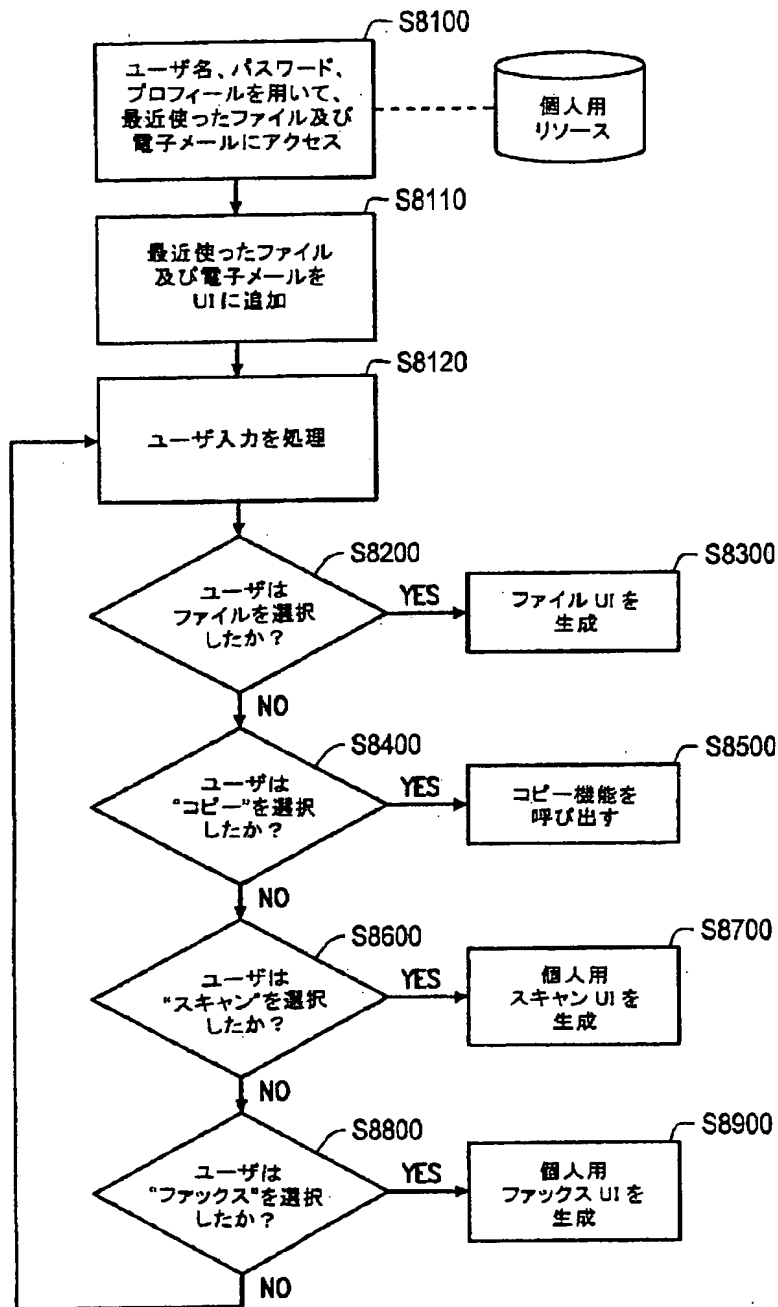 S8100
ユーザ名、パスワード、
プロフィールを用いて、
最近使ったファイル及び
電子メールにアクセス
個人用
リソース
S8110
最近使ったファイル
及び電子メールを
UIに追加
S8120
ユーザ入力を処理
S8200
ユーザは
ファイルを選択
したか？
YES
S8300
ファイル UI を
生成
NO
S8400
ユーザは
"コピー"を選択
したか？
YES
S8500
コピー機能を
呼び出す
NO
S8600
ユーザは
"スキャン"を選択
したか？
YES
S8700
個人用
スキャン UI を
生成
NO
S8800
ユーザは
"ファックス"を選択
したか？
YES
S8900
個人用
ファックス UI を
生成
NO